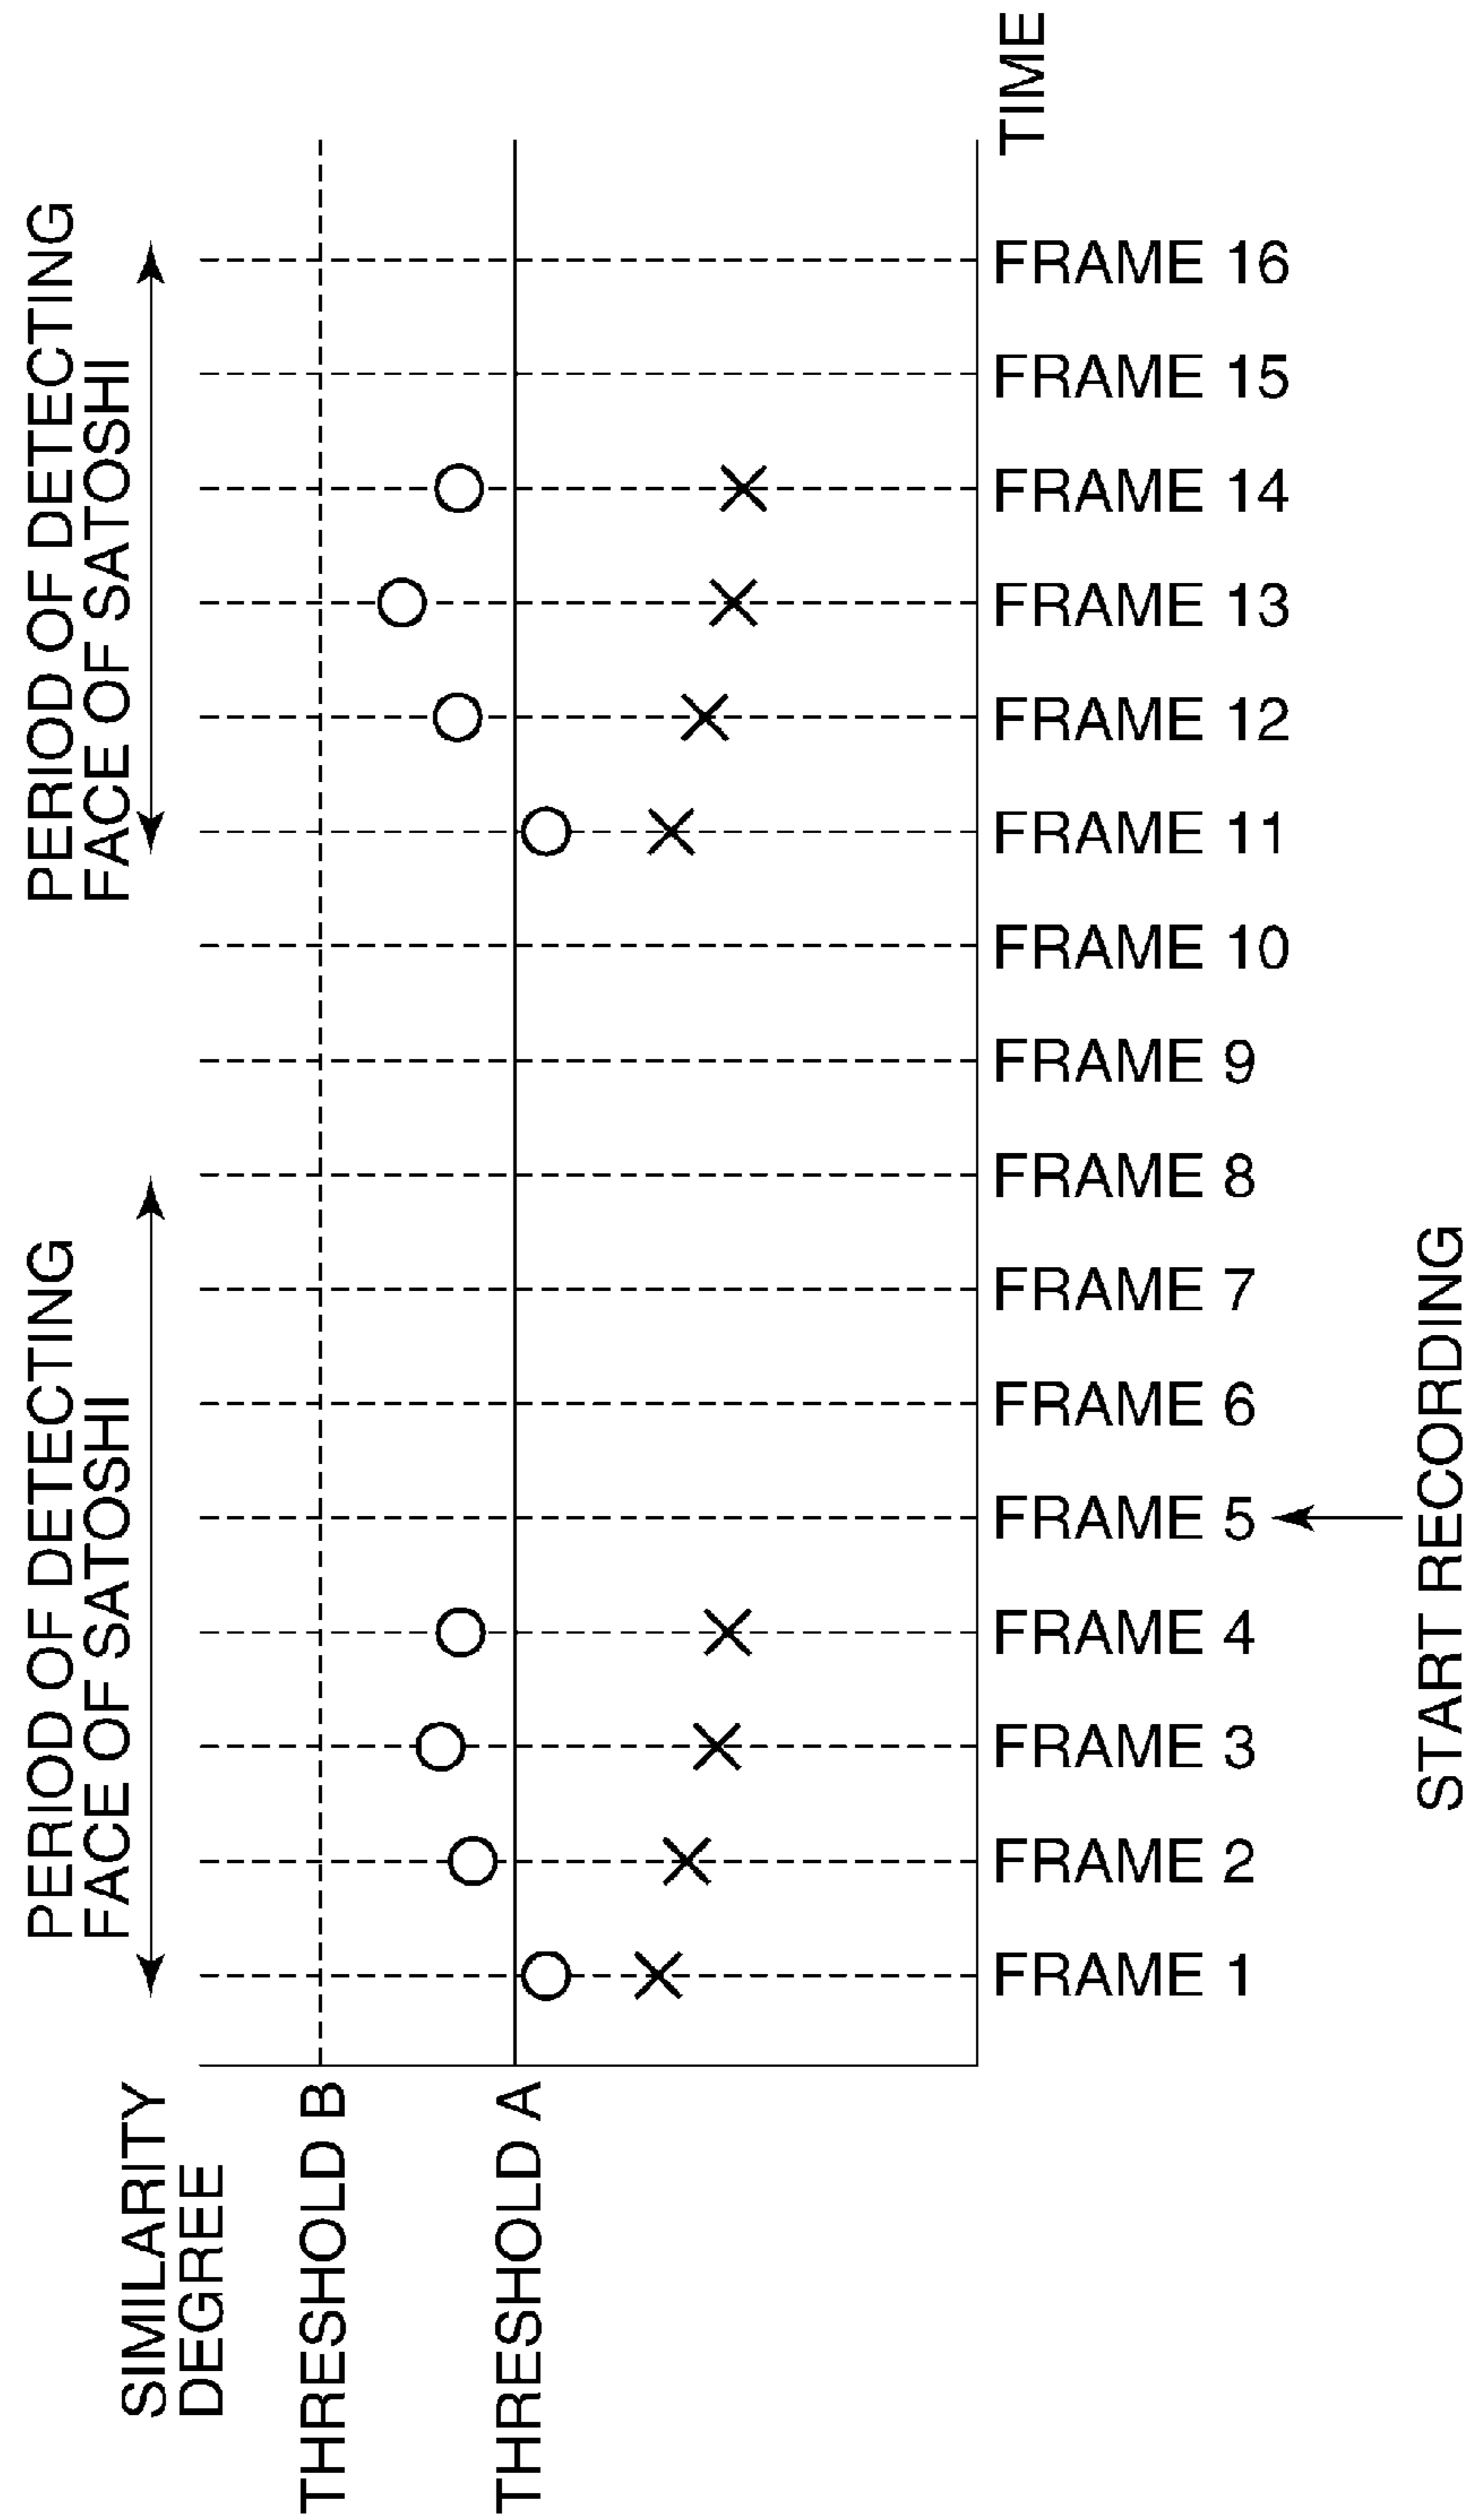 PERIOD OF DETECTING
FACE OF SATOSHI
PERIOD OF DETECTING
FACE OF SATOSHI
SIMILARITY
DEGREE
THRESHOLD B
THRESHOLD A
FRAME 1
FRAME 2
FRAME 3
FRAME 4
FRAME 5
FRAME 6
FRAME 7
FRAME 8
FRAME 9
FRAME 10
FRAME 11
FRAME 12
FRAME 13
FRAME 14
FRAME 15
FRAME 16
TIME
START RECORDING